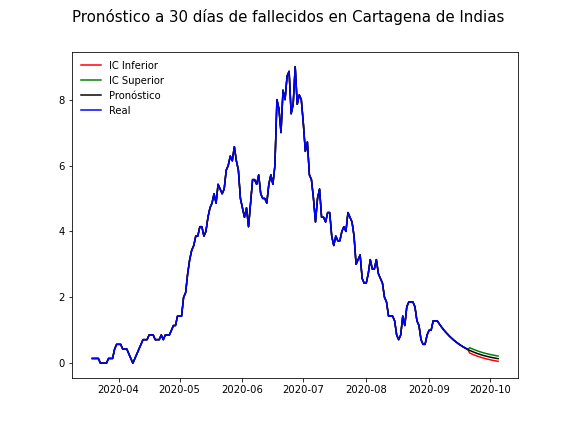 Pronóstico a 30 días de fallecidos en Cartagena de Indias
IC Inferior
IC Superior
Pronóstico
Real
8
6
4
2
0
2020-04 2020-05 2020-06 2020-07 2020-08 2020-09 2020-10